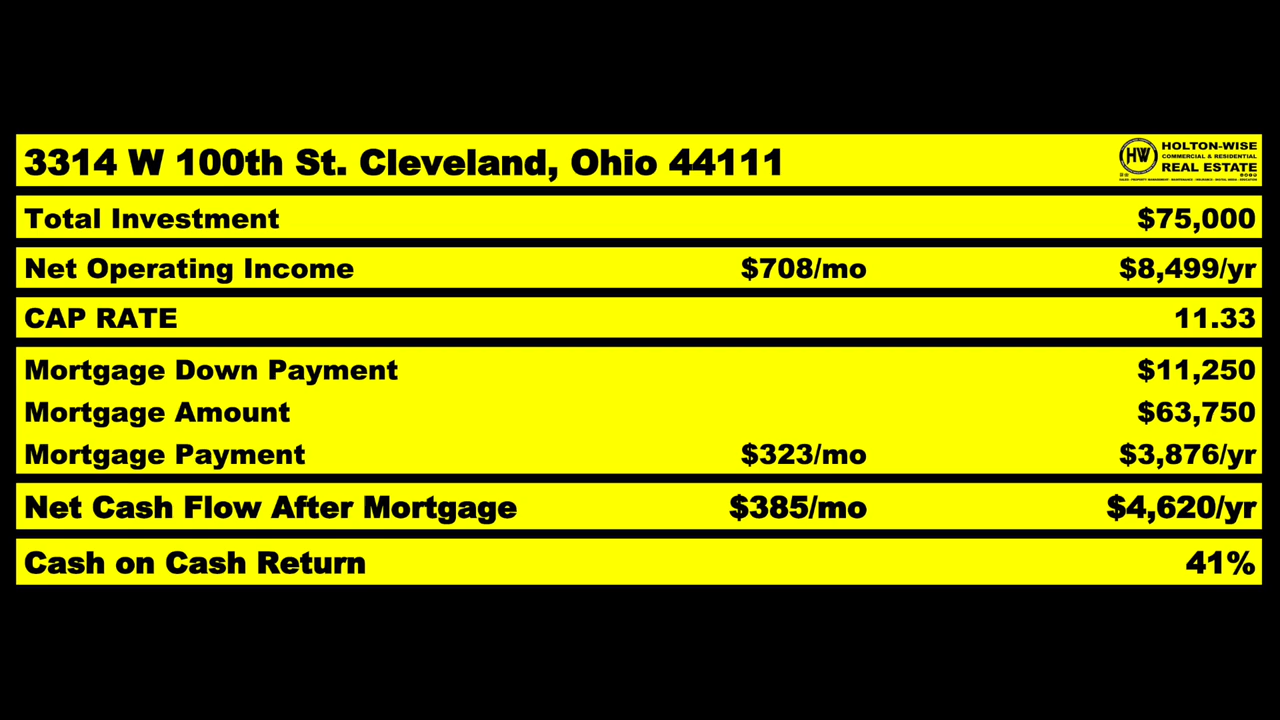 3314 W 100th St. Cleveland, Ohio 44111
HW
HOLTON-WISE
COMMERCIAL & RESIDENTIAL
REAL ESTATE
Total Investment $75,000
Net Operating Income $708/mo $8,499/yr
CAP RATE 11.33
Mortgage Down Payment $11,250
Mortgage Amount $63,750
Mortgage Payment $323/mo $3,876/yr
Net Cash Flow After Mortgage $385/mo $4,620/yr
Cash on Cash Return 41%